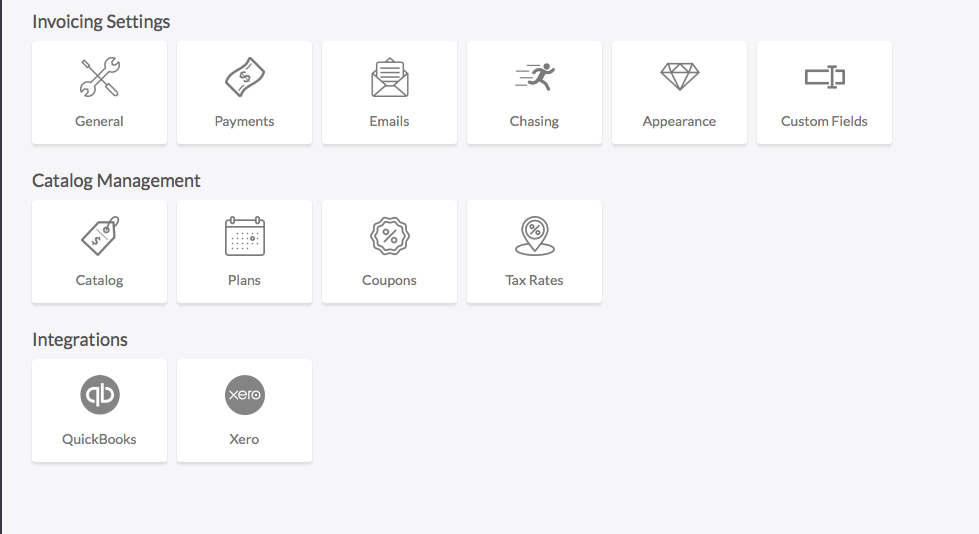 Invoicing Settings
General Payments Emails Chasing Appearance Custom Fields
Catalog Management
Catalog Plans Coupons Tax Rates
Integrations
qb xero
QuickBooks Xero